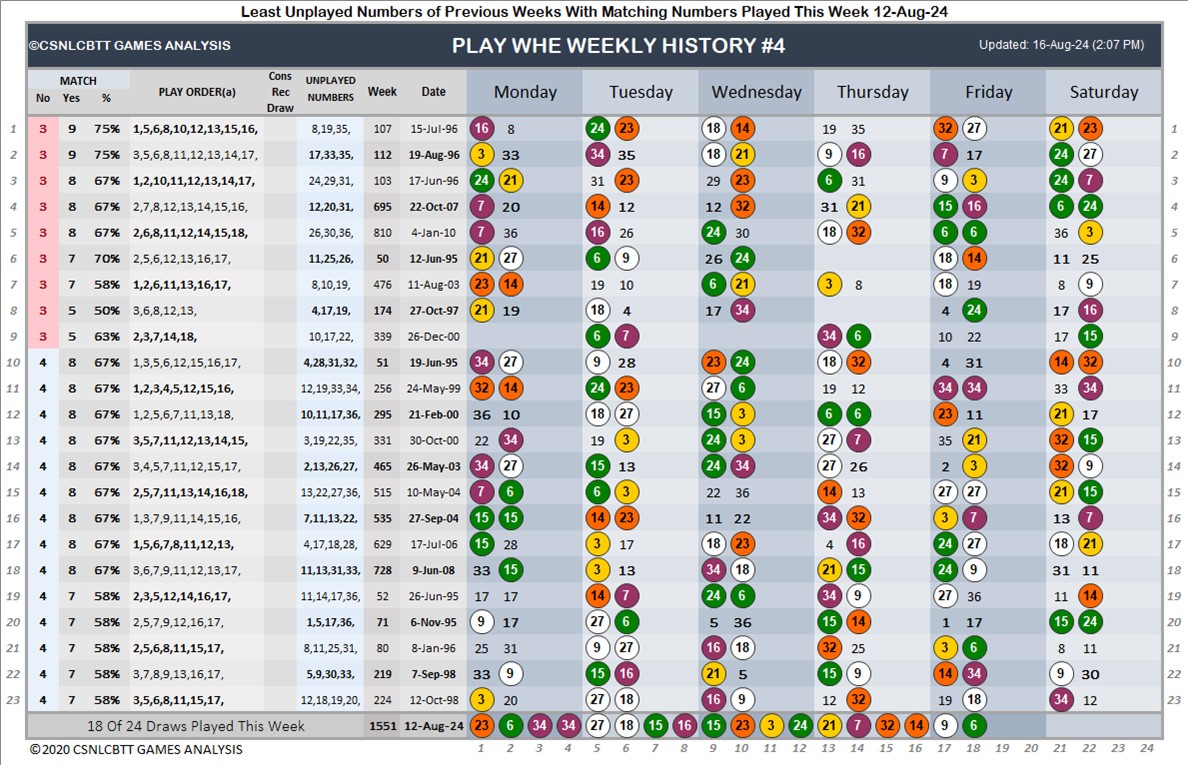 Least Unplayed Numbers of Previous Weeks With Matching Numbers Played This Week 12-Aug-24
©CSNLCBTT GAMES ANALYSIS PLAY WHE WEEKLY HISTORY #4 Updated: 16-Aug-24 (2:07 PM)
MATCH
No Yes % PLAY ORDER(a) Cons Rec Draw UNPLAYED NUMBERS Week Date Monday Tuesday Wednesday Thursday Friday Saturday
1 3 9 75% 1,5,6,8,10,12,13,15,16, 8,19,35, 107 15-Jul-96 16 8 24 23 18 14 19 35 32 27 21 23 1
2 3 9 75% 3,5,6,8,11,12,13,14,17, 17,33,35, 112 19-Aug-96 3 33 34 35 18 21 9 16 7 17 24 27 2
3 3 8 67% 1,2,10,11,12,13,14,17, 24,29,31, 103 17-Jun-96 24 21 31 23 29 23 6 31 9 3 24 7 3
4 3 8 67% 2,7,8,12,13,14,15,16, 12,20,31, 695 22-Oct-07 7 20 14 12 12 32 31 21 15 16 6 24 4
5 3 8 67% 2,6,8,11,12,14,15,18, 26,30,36, 810 4-Jan-10 7 36 16 26 24 30 18 32 6 6 36 3 5
6 3 7 70% 2,5,6,12,13,16,17, 11,25,26, 50 12-Jun-95 21 27 6 9 26 24 18 14 11 25 6
7 3 7 58% 1,2,6,11,13,16,17, 8,10,19, 476 11-Aug-03 23 14 19 10 6 21 3 8 18 19 8 9 7
8 3 5 50% 3,6,8,12,13, 4,17,19, 174 27-Oct-97 21 19 18 4 17 34 4 24 17 16 8
9 3 5 63% 2,3,7,14,18, 10,17,22, 339 26-Dec-00 6 7 34 6 10 22 17 15 9
10 4 8 67% 1,3,5,6,12,15,16,17, 4,28,31,32, 51 19-Jun-95 34 27 9 28 23 24 18 32 4 31 14 32 10
11 4 8 67% 1,2,3,4,5,12,15,16, 12,19,33,34, 256 24-May-99 32 14 24 23 27 6 19 12 34 34 33 34 11
12 4 8 67% 1,2,5,6,7,11,13,18, 10,11,17,36, 295 21-Feb-00 36 10 18 27 15 3 6 6 23 11 21 17 12
13 4 8 67% 3,5,7,11,12,13,14,15, 3,19,22,35, 331 30-Oct-00 22 34 19 3 24 3 27 7 35 21 32 15 13
14 4 8 67% 3,4,5,7,11,12,15,17, 2,13,26,27, 465 26-May-03 34 27 15 13 24 34 27 26 2 3 32 9 14
15 4 8 67% 2,5,7,11,13,14,16,18, 13,22,27,36, 515 10-May-04 7 6 6 3 22 36 14 13 27 27 21 15 15
16 4 8 67% 1,3,7,9,11,14,15,16, 7,11,13,22, 535 27-Sep-04 15 15 14 23 11 22 34 32 3 7 13 7 16
17 4 8 67% 1,5,6,7,8,11,12,13, 4,17,18,28, 629 17-Jul-06 15 28 3 17 18 23 4 16 24 27 18 21 17
18 4 8 67% 3,6,7,9,11,12,13,17, 11,13,31,33, 728 9-Jun-08 33 15 3 13 34 18 21 15 24 9 31 11 18
19 4 7 58% 2,3,5,12,14,16,17, 11,14,17,36, 52 26-Jun-95 17 17 14 7 24 6 34 9 27 36 11 14 19
20 4 7 58% 2,5,7,9,12,16,17, 1,5,17,36, 71 6-Nov-95 9 17 27 6 5 36 15 14 1 17 15 24 20
21 4 7 58% 2,5,6,8,11,15,17, 8,11,25,31, 80 8-Jan-96 25 31 9 27 16 18 32 25 3 6 8 11 21
22 4 7 58% 3,7,8,9,13,16,17, 5,9,30,33, 219 7-Sep-98 33 9 15 16 21 5 15 9 14 34 9 30 22
23 4 7 58% 3,5,6,8,11,15,17, 12,18,19,20, 224 12-Oct-98 3 20 27 18 16 9 12 32 19 18 34 12 23
18 Of 24 Draws Played This Week 1551 12-Aug-24 23 6 34 34 27 18 15 16 15 23 3 24 21 7 32 14 9 6
© 2020 CSNLCBTT GAMES ANALYSIS 1 2 3 4 5 6 7 8 9 10 11 12 13 14 15 16 17 18 19 20 21 22 23 24